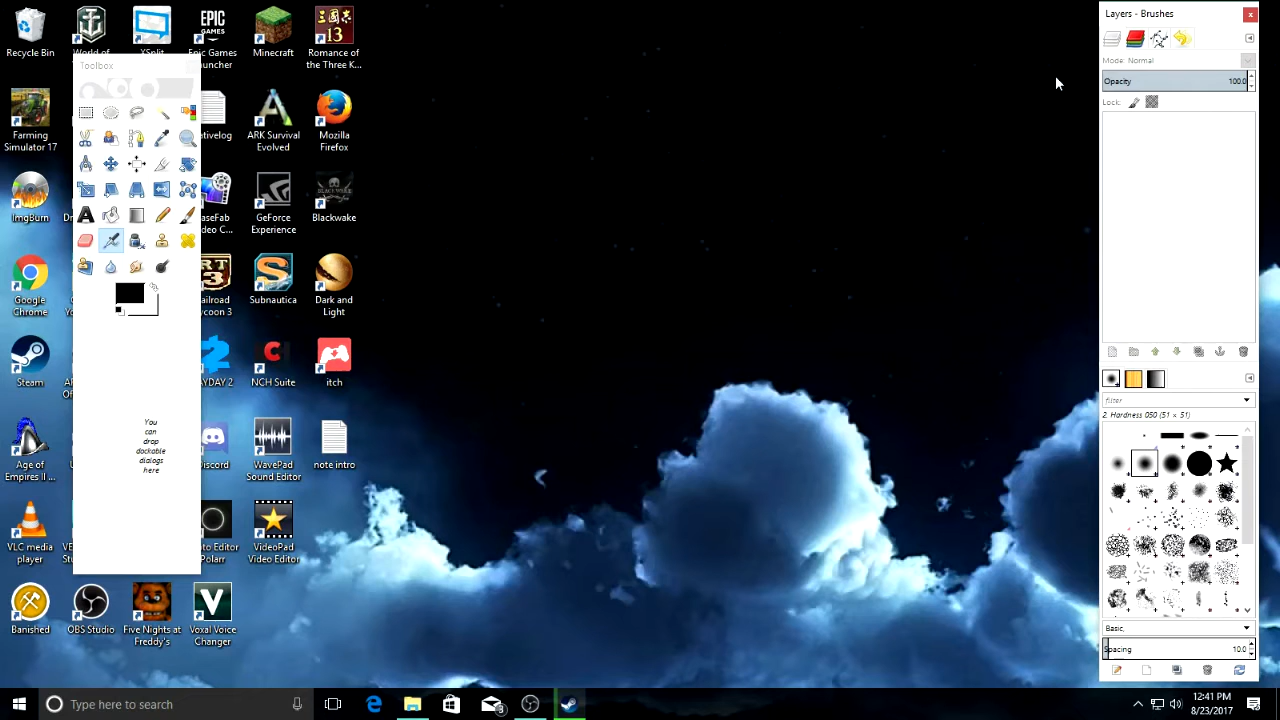 Recycle Bin
World of
XSplit
Epic Games
Launcher
Minecraft
Romance of
the Three K...
Toolbox
Farming
Simulator 17
ARK Survival
Evolved
Mozilla
Firefox
ImgBurn
GeForce
Experience
Blackwake
Google
Chrome
Subnautica
Dark and
Light
Steam
NCH Suite
itch
You
can
drop
dockable
dialogs
here
Age of
Empires II ...
Discord
WavePad
Sound Editor
note intro
VLC media
player
Polarr
VideoPad
Video Editor
Banished
OBS Studio
Five Nights at
Freddy's
Voxal Voice
Changer
Layers - Brushes
Mode: Normal
Opacity 100.0
Lock:
filter
2. Hardness 050 (51 × 51)
Basic,
Spacing 10.0
Type here to search
12:41 PM
8/23/2017